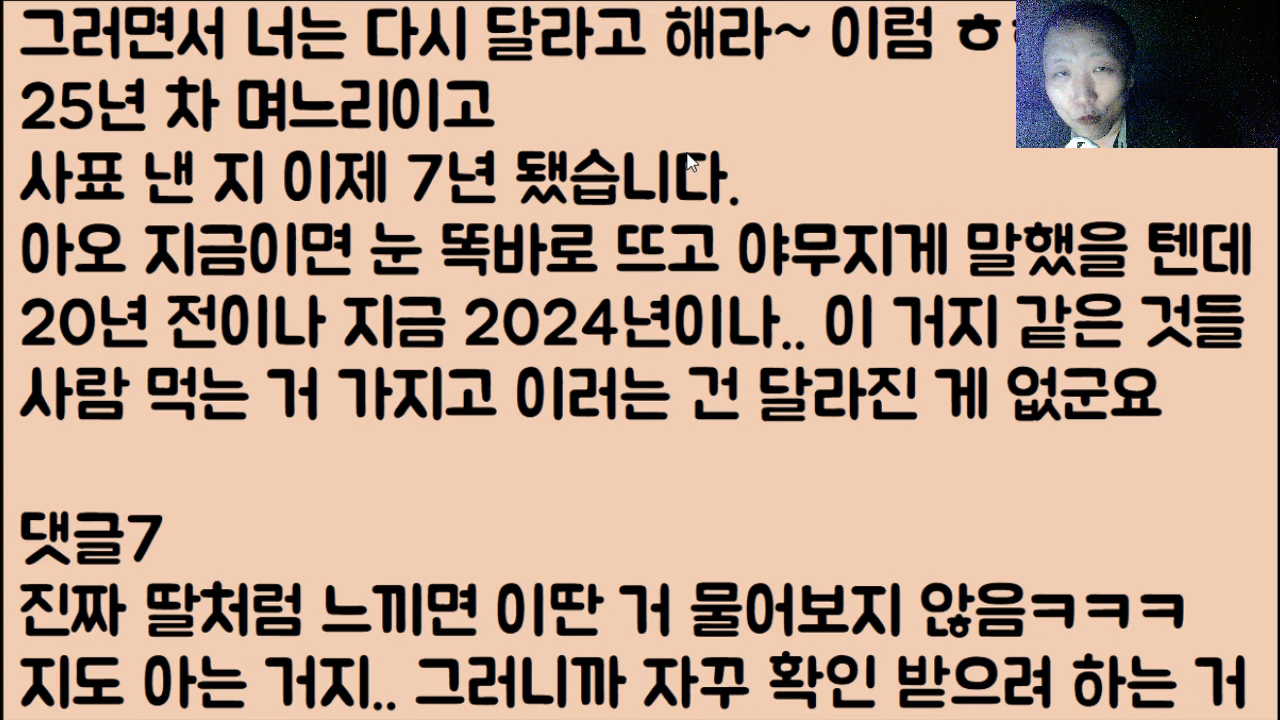 그러면서 너는 다시 달라고 해라~ 이럼
25년 차 며느리이고
사표 낸 지 이제 7년 됐습니다.
아오 지금이면 눈 똑바로 뜨고 야무지게 말했을 텐데
20년 전이나 지금 2024년이나.. 이 거지 같은 것들
사람 먹는 거 가지고 이러는 건 달라진 게 없군요
댓글7
진짜 딸처럼 느끼면 이딴 거 물어보지 않음ㅋㅋㅋ
지도 아는 거지.. 그러니까 자꾸 확인 받으려 하는 거